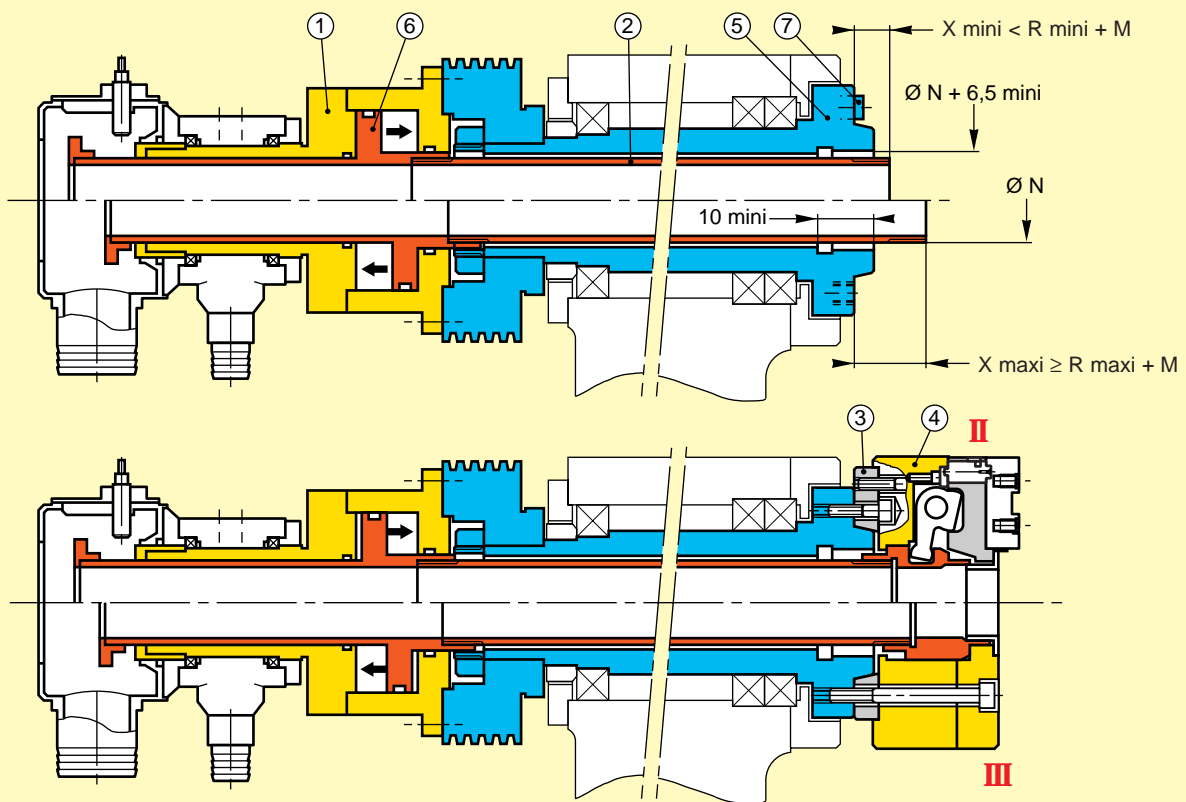 1
6
2
5
7
X mini < R mini + M
Ø N + 6,5 mini
Ø N
10 mini
X maxi ≥ R maxi + M
3
4
II
III